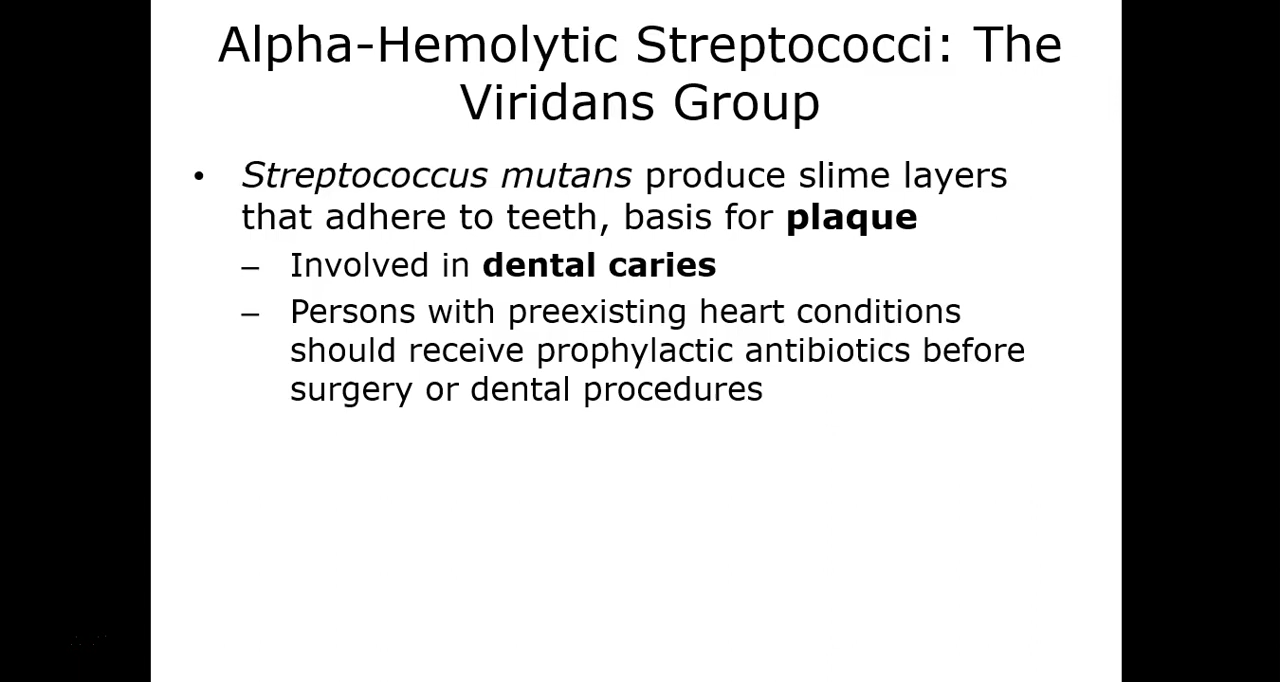 Alpha-Hemolytic Streptococci: The
Viridans Group
• Streptococcus mutans produce slime layers
that adhere to teeth, basis for plaque
– Involved in dental caries
– Persons with preexisting heart conditions
should receive prophylactic antibiotics before
surgery or dental procedures